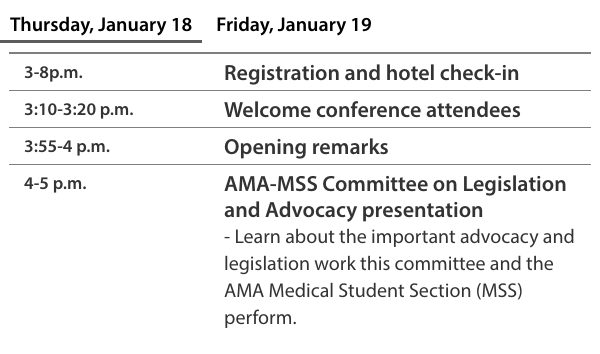 Thursday, January 18 Friday, January 19
3-8p.m. Registration and hotel check-in
3:10-3:20 p.m. Welcome conference attendees
3:55-4 p.m. Opening remarks
4-5 p.m. AMA-MSS Committee on Legislation
and Advocacy presentation
- Learn about the important advocacy and
legislation work this committee and the
AMA Medical Student Section (MSS)
perform.